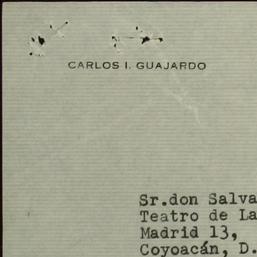 CARLOS I. GUAJARDO
Sr.don Salva
Teatro de La
Madrid 13,
Coyoacán, D.